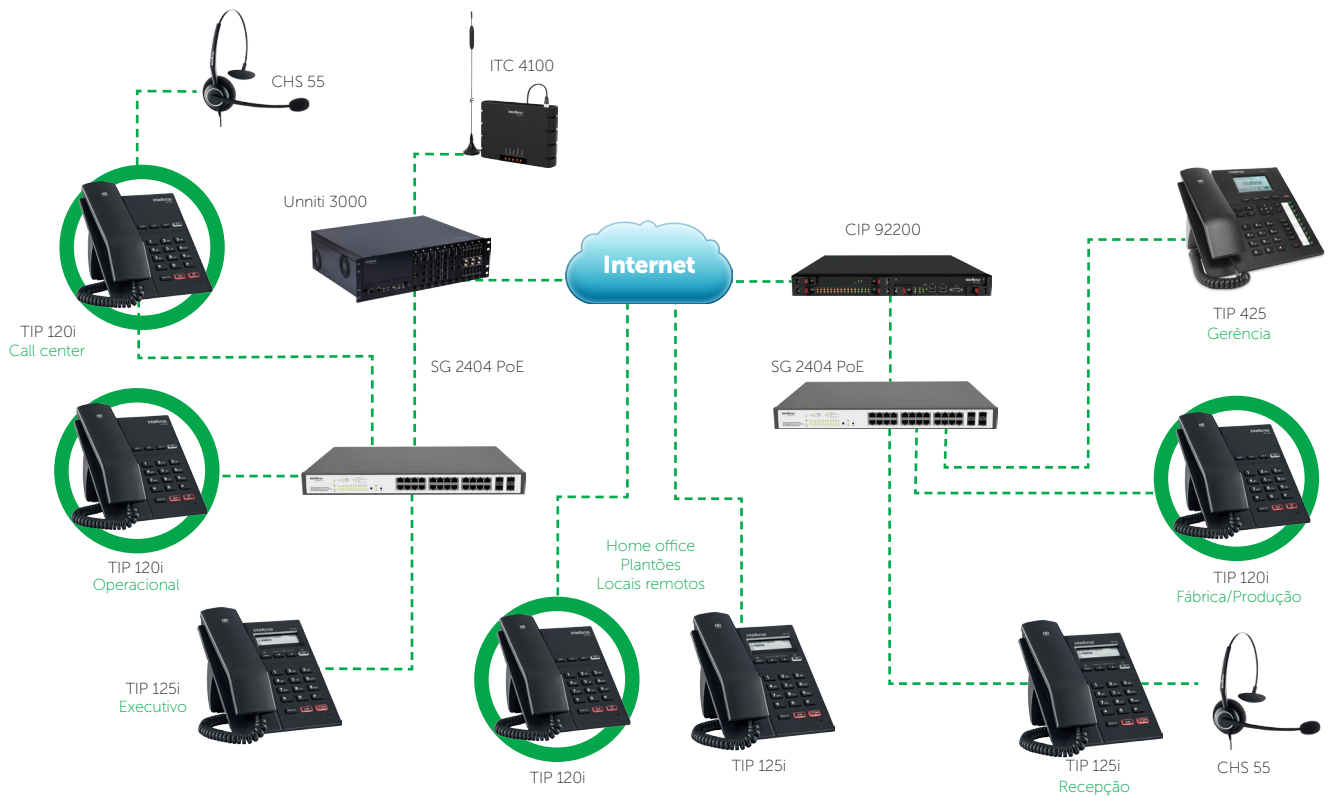 CHS 55
ITC 4100
Unniti 3000
Internet
CIP 92200
TIP 425
Gerência
TIP 120i
Call center
SG 2404 PoE
SG 2404 PoE
TIP 120i
Operacional
Home office
Plantões
Locais remotos
TIP 120i
Fábrica/Produção
TIP 125i
Executivo
TIP 120i
TIP 125i
TIP 125i
Recepção
CHS 55